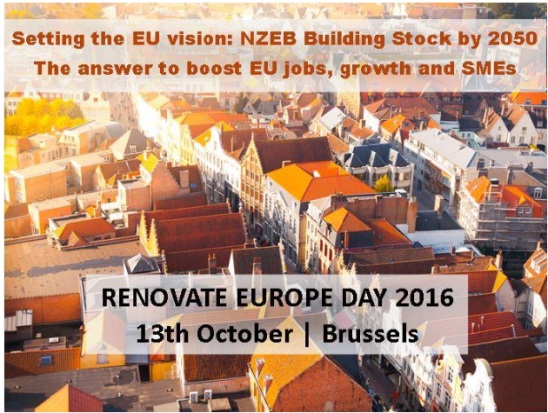 Setting the EU vision: NZEB Building Stock by 2050
The answer to boost EU jobs, growth and SMEs
RENOVATE EUROPE DAY 2016
13th October | Brussels